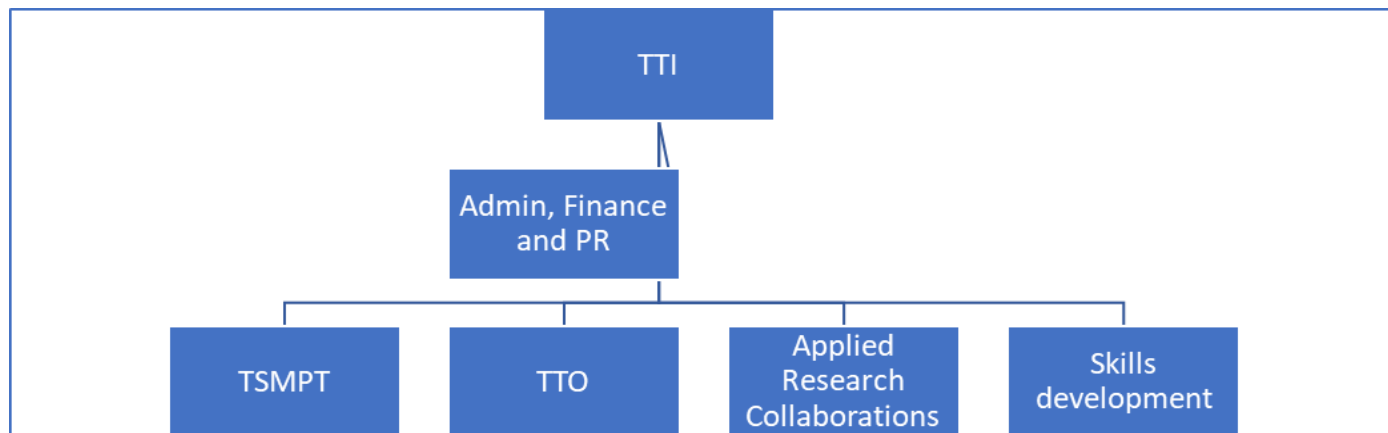 TTI
Admin, Finance
and PR
TSMPT
TTO
Applied
Research
Collaborations
Skills
development